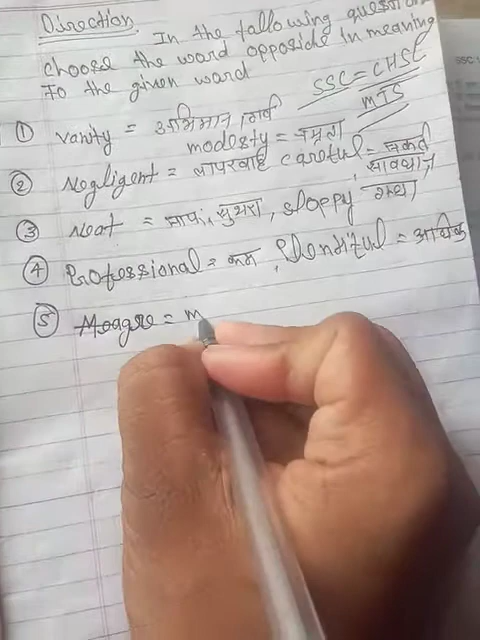 Direction. In the following question
choose the word opposide in meaning
to the given word
SSC = CHSL
MTS
① Vanity = अभिमान, गर्व
modesty = नम्रता
② Negligent = लापरवाह careful = सतर्क
सावधान
③ Neat = साफ, सुथरा, sloppy गन्दा
④ Professional = कम, Plentiful = अधिक
⑤ Meagre = m
SSC